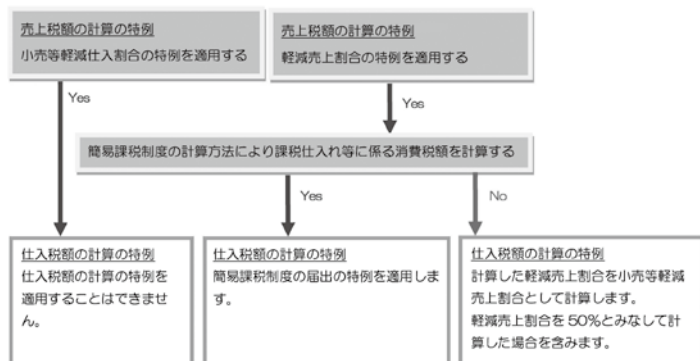 売上税額の計算の特例
小売等軽減仕入割合の特例を適用する
売上税額の計算の特例
軽減売上割合の特例を適用する
Yes
Yes
簡易課税制度の計算方法により課税仕入れ等に係る消費税額を計算する
Yes
No
仕入税額の計算の特例
仕入税額の計算の特例を
適用することはできませ
ん。
仕入税額の計算の特例
簡易課税制度の届出の特例を適用しま
す。
仕入税額の計算の特例
計算した軽減売上割合を小売等軽減
売上割合として計算します。
軽減売上割合を 50%とみなして計
算した場合を含みます。